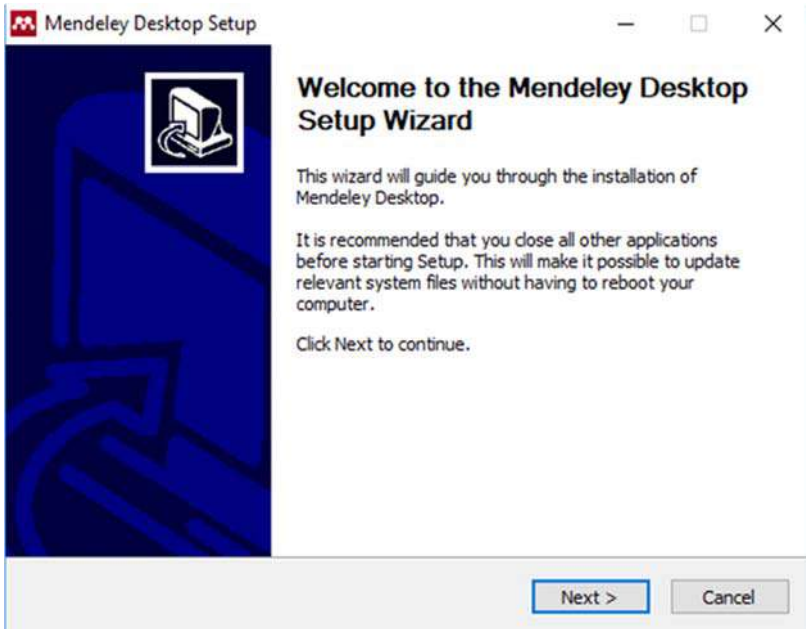 Mendeley Desktop Setup
Welcome to the Mendeley Desktop
Setup Wizard
This wizard will guide you through the installation of
Mendeley Desktop.
It is recommended that you close all other applications
before starting Setup. This will make it possible to update
relevant system files without having to reboot your
computer.
Click Next to continue.
Next >
Cancel